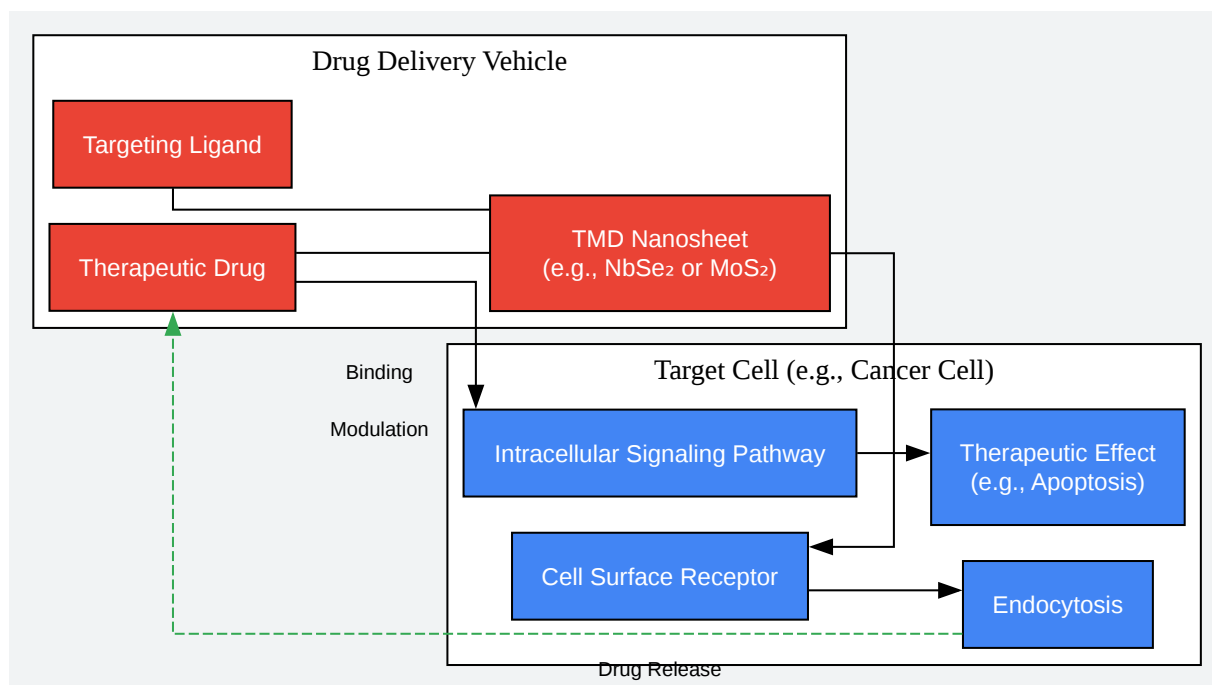 Drug Delivery Vehicle
Targeting Ligand
TMD Nanosheet
(e.g., NbSe₂ or MoS₂)
Therapeutic Drug
Target Cell (e.g., Cancer Cell)
Binding
Modulation
Intracellular Signaling Pathway
Therapeutic Effect
(e.g., Apoptosis)
Cell Surface Receptor
Endocytosis
Drug Release